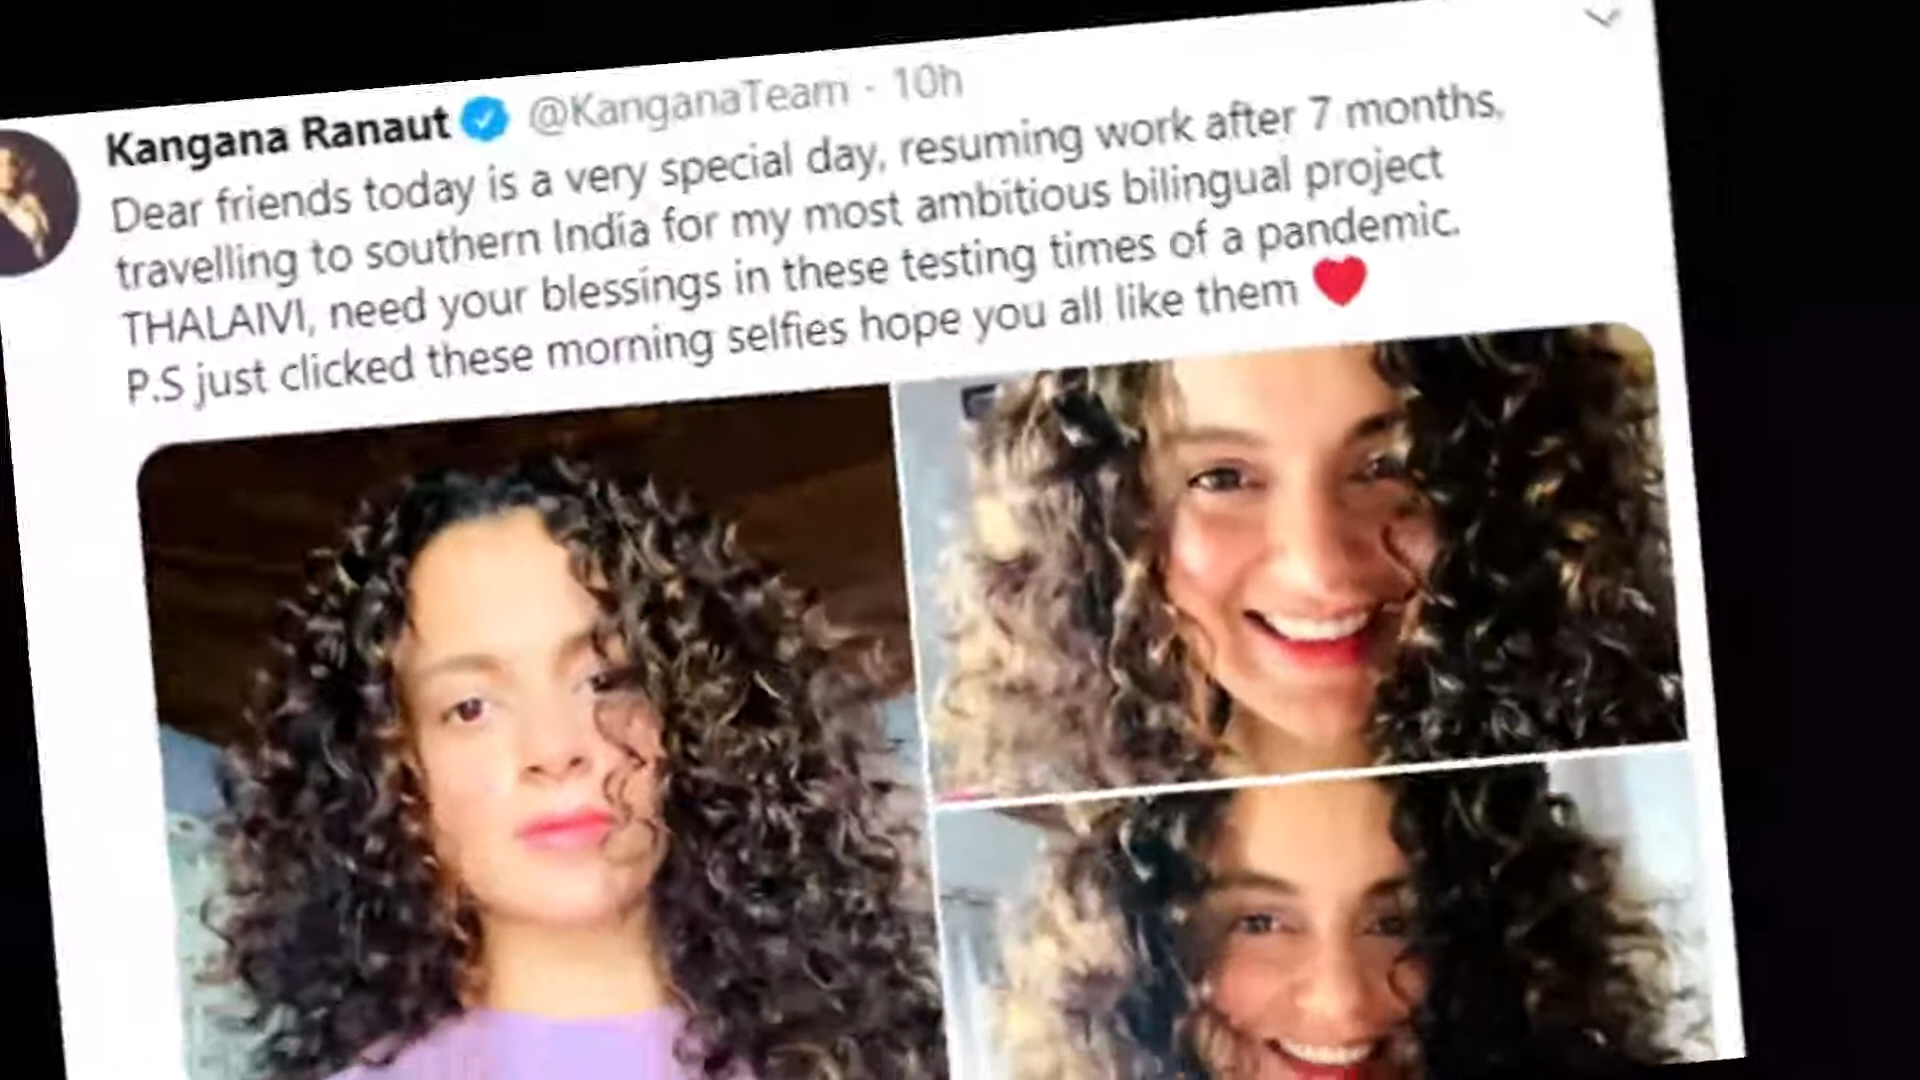 Kangana Ranaut @KanganaTeam · 10h
Dear friends today is a very special day, resuming work after 7 months,
travelling to southern India for my most ambitious bilingual project
THALAIVI, need your blessings in these testing times of a pandemic.
P.S just clicked these morning selfies hope you all like them ❤